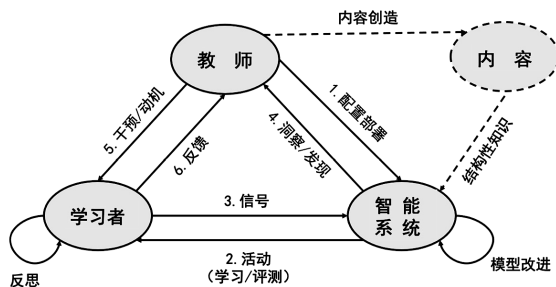 内容创造
教 师
内 容
1. 配置部署
5. 干预/动机
4. 洞察/发现
6. 反馈
结构性知识
学习者
3. 信号
智 能
系 统
2. 活动
（学习/评测）
反思
模型改进